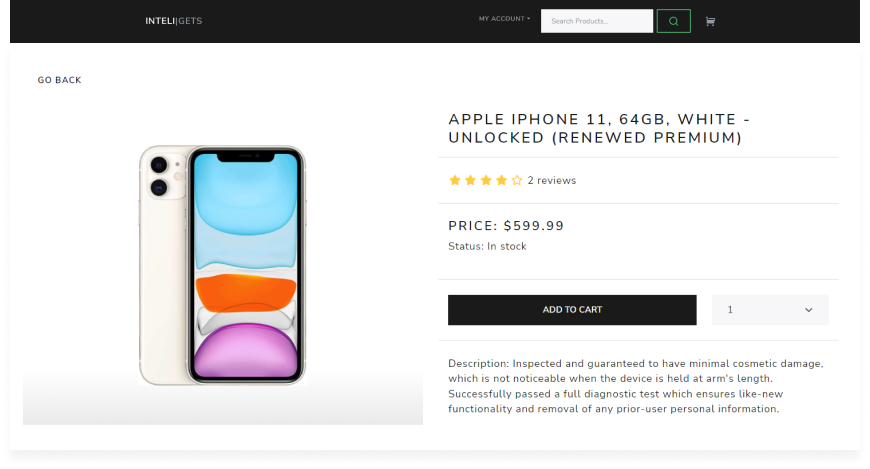 INTELI|GETS
MY ACCOUNT
Search Products...
GO BACK
APPLE IPHONE 11, 64GB, WHITE -
UNLOCKED (RENEWED PREMIUM)
2 reviews
PRICE: $599.99
Status: In stock
ADD TO CART
1
Description: Inspected and guaranteed to have minimal cosmetic damage,
which is not noticeable when the device is held at arm's length.
Successfully passed a full diagnostic test which ensures like-new
functionality and removal of any prior-user personal information.